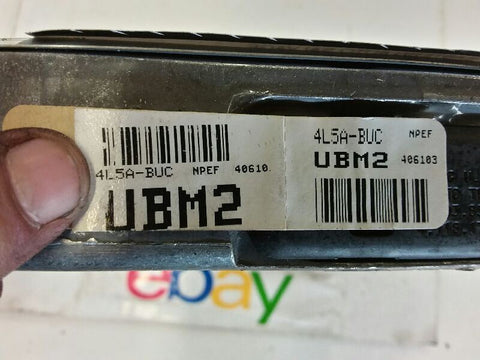 4L5A-BUC NPEF 40610
UBM2
4L5A-BUC NPEF
UBM2 406103
ebay